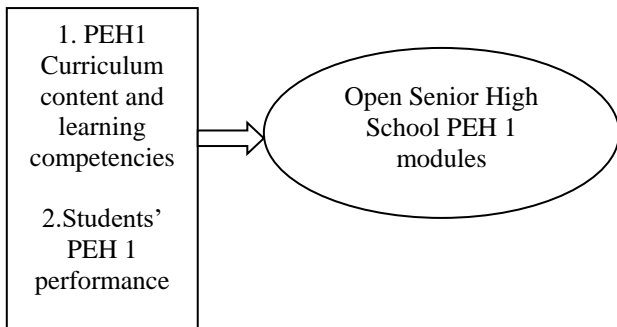 1. PEH1
Curriculum
content and
learning
competencies
2.Students’
PEH 1
performance
Open Senior High
School PEH 1
modules